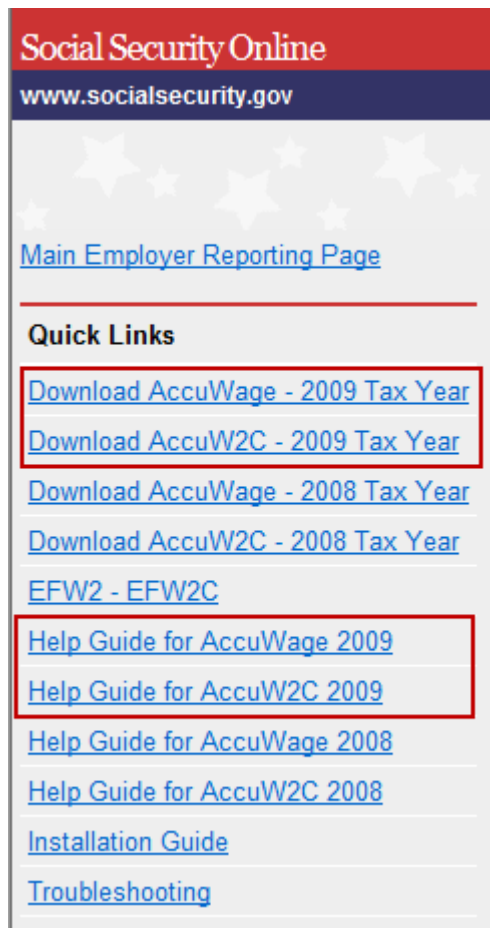 Social Security Online
www.socialsecurity.gov
Main Employer Reporting Page
Quick Links
Download AccuWage - 2009 Tax Year
Download AccuW2C - 2009 Tax Year
Download AccuWage - 2008 Tax Year
Download AccuW2C - 2008 Tax Year
EFW2 - EFW2C
Help Guide for AccuWage 2009
Help Guide for AccuW2C 2009
Help Guide for AccuWage 2008
Help Guide for AccuW2C 2008
Installation Guide
Troubleshooting